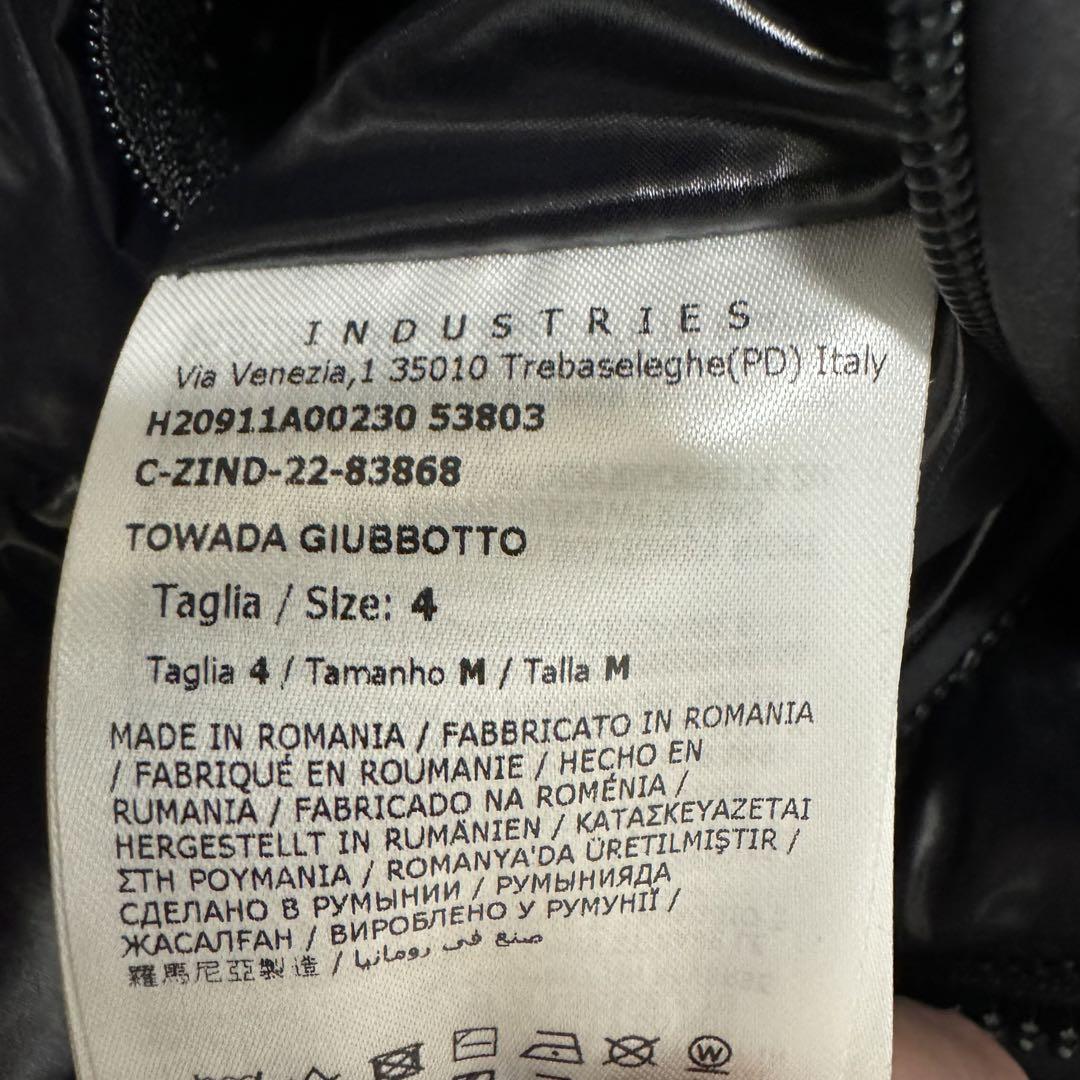 INDUSTRIES
Via Venezia,1 35010 Trebaseleghe(PD) Italy
H20911A00230 53803
C-ZIND-22-83868
TOWADA GIUBBOTTO
Taglia / SIze: 4
Taglia 4 / Tamanho M / Talla M
MADE IN ROMANIA / FABBRICATO IN ROMANIA
/ FABRIQUÉ EN ROUMANIE / HECHO EN
RUMANIA / FABRICADO NA ROMÉNIA /
HERGESTELLT IN RUMÄNIEN / ΚΑΤΑΣΚΕΥΑΖΕΤΑΙ
ΣΤΗ ΡΟΥΜΑΝΙΑ / ROMANYA'DA ÜRETILMIŞTIR /
СДЕЛАНО В РУМЫНИИ / РУМЫНИЯДА
ЖАСАЛҒАН / ВИРОБЛЕНО У РУМУНІЇ /
羅馬尼亞製造 / صنع في رومانيا
W